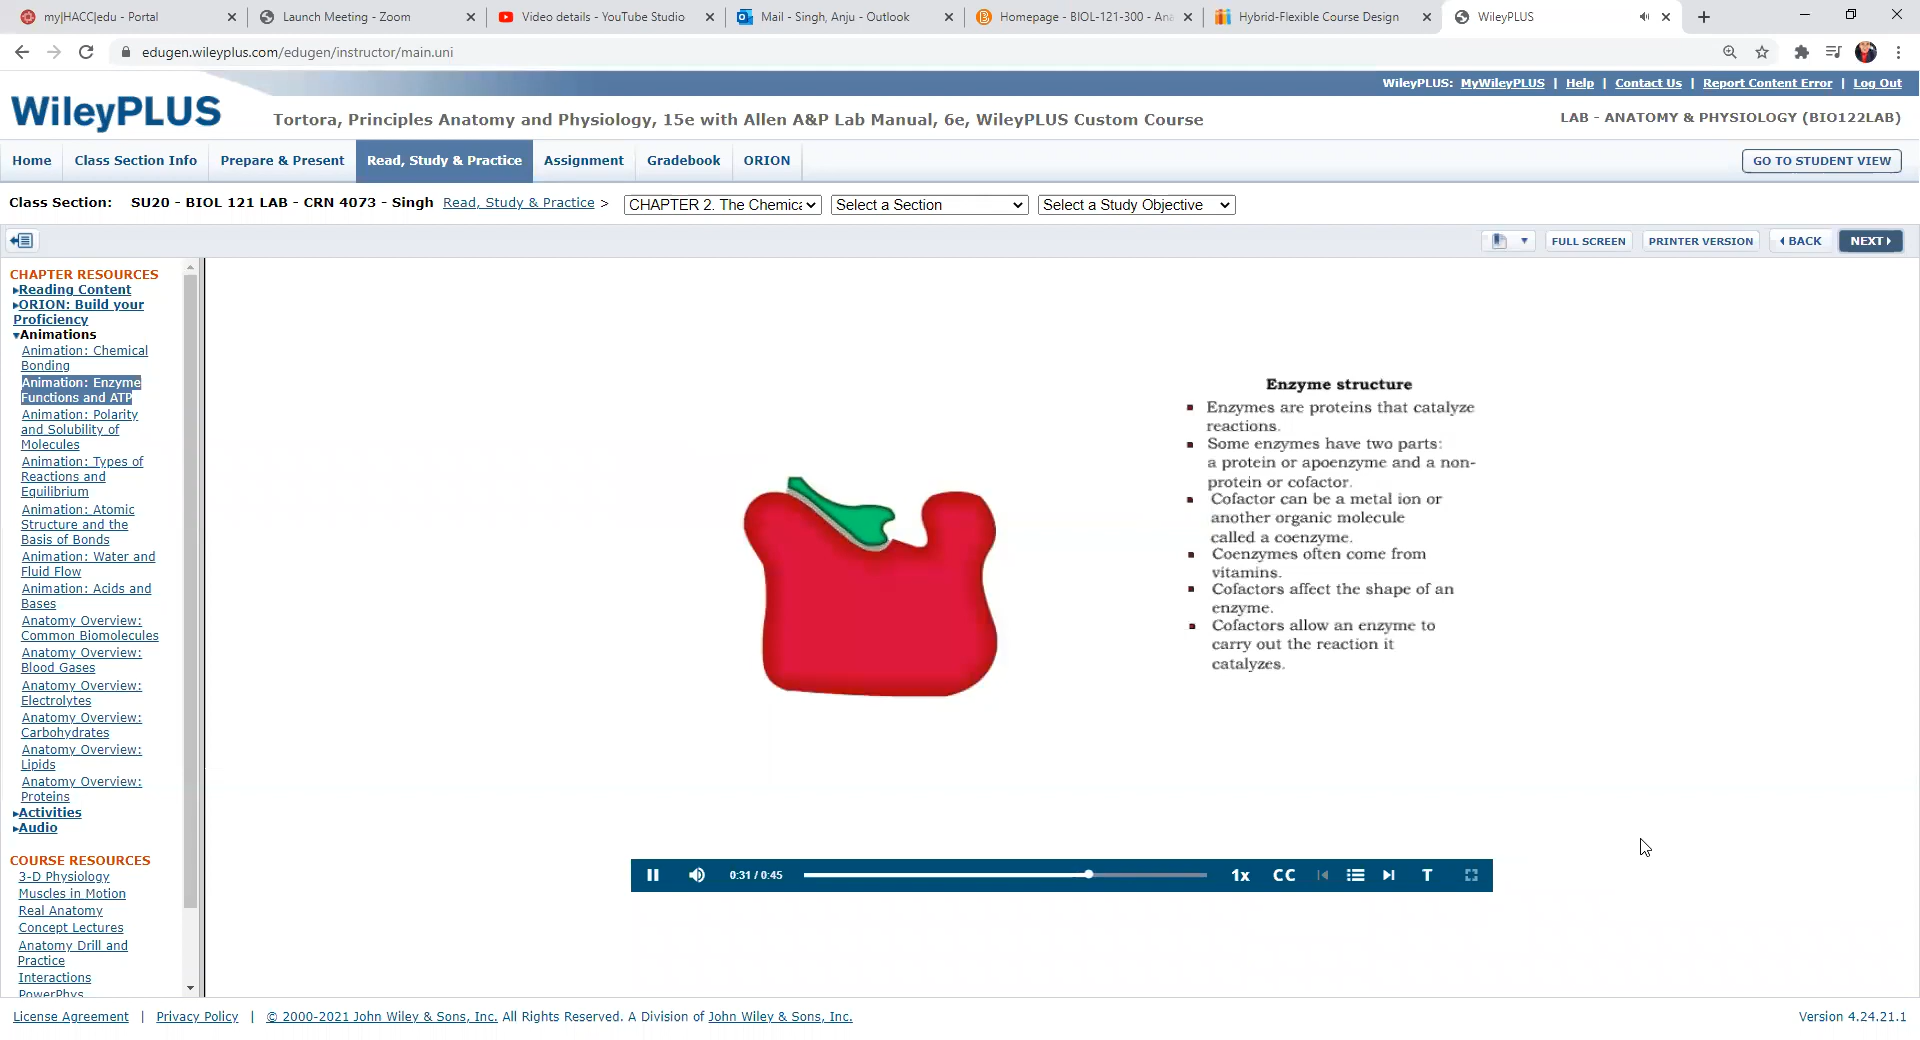 my|HACC|edu - Portal
Launch Meeting - Zoom
Video details - YouTube Studio
Mail - Singh, Anju - Outlook
Homepage - BIOL-121-300 - Ana
Hybrid-Flexible Course Design
WileyPLUS
edugen.wileyplus.com/edugen/instructor/main.uni
WileyPLUS: MyWileyPLUS | Help | Contact Us | Report Content Error | Log Out
WileyPLUS
Tortora, Principles Anatomy and Physiology, 15e with Allen A&P Lab Manual, 6e, WileyPLUS Custom Course
LAB - ANATOMY & PHYSIOLOGY (BIO122LAB)
Home Class Section Info Prepare & Present Read, Study & Practice Assignment Gradebook ORION
GO TO STUDENT VIEW
Class Section: SU20 - BIOL 121 LAB - CRN 4073 - Singh Read, Study & Practice > CHAPTER 2. The Chemica Select a Section Select a Study Objective
FULL SCREEN PRINTER VERSION BACK NEXT
CHAPTER RESOURCES
Reading Content
ORION: Build your
Proficiency
Animations
Animation: Chemical
Bonding
Animation: Enzyme
Functions and ATP
Animation: Polarity
and Solubility of
Molecules
Animation: Types of
Reactions and
Equilibrium
Animation: Atomic
Structure and the
Basis of Bonds
Animation: Water and
Fluid Flow
Animation: Acids and
Bases
Anatomy Overview:
Common Biomolecules
Anatomy Overview:
Blood Gases
Anatomy Overview:
Electrolytes
Anatomy Overview:
Carbohydrates
Anatomy Overview:
Lipids
Anatomy Overview:
Proteins
Activities
Audio
COURSE RESOURCES
3-D Physiology
Muscles in Motion
Real Anatomy
Concept Lectures
Anatomy Drill and
Practice
Interactions
PowerPhys
Enzyme structure
▪ Enzymes are proteins that catalyze
reactions.
▪ Some enzymes have two parts:
a protein or apoenzyme and a non-
protein or cofactor.
▪ Cofactor can be a metal ion or
another organic molecule
called a coenzyme.
▪ Coenzymes often come from
vitamins.
▪ Cofactors affect the shape of an
enzyme.
▪ Cofactors allow an enzyme to
carry out the reaction it
catalyzes.
0:31 / 0:45 1x CC T
License Agreement | Privacy Policy | © 2000-2021 John Wiley & Sons, Inc. All Rights Reserved. A Division of John Wiley & Sons, Inc.
Version 4.24.21.1